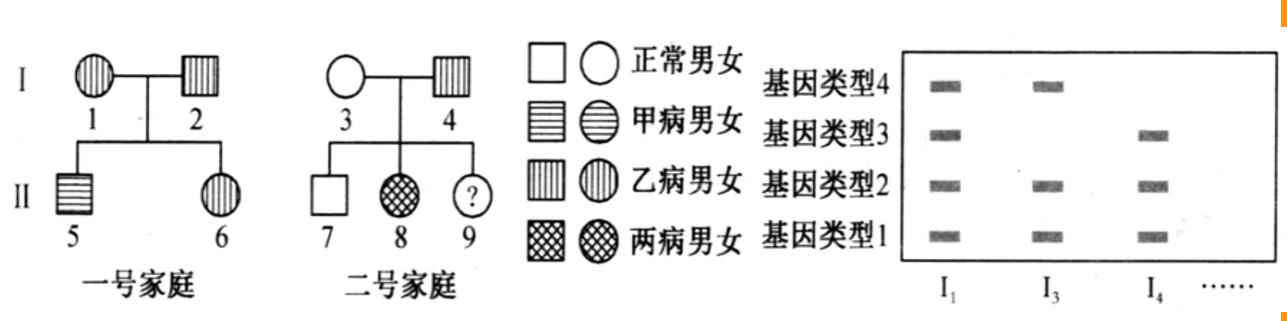 I
1
2
3
4
II
5
6
7
8
?
9
一号家庭
二号家庭
正常男女
甲病男女
乙病男女
两病男女
基因类型4
基因类型3
基因类型2
基因类型1
I₁
I₃
I₄
……